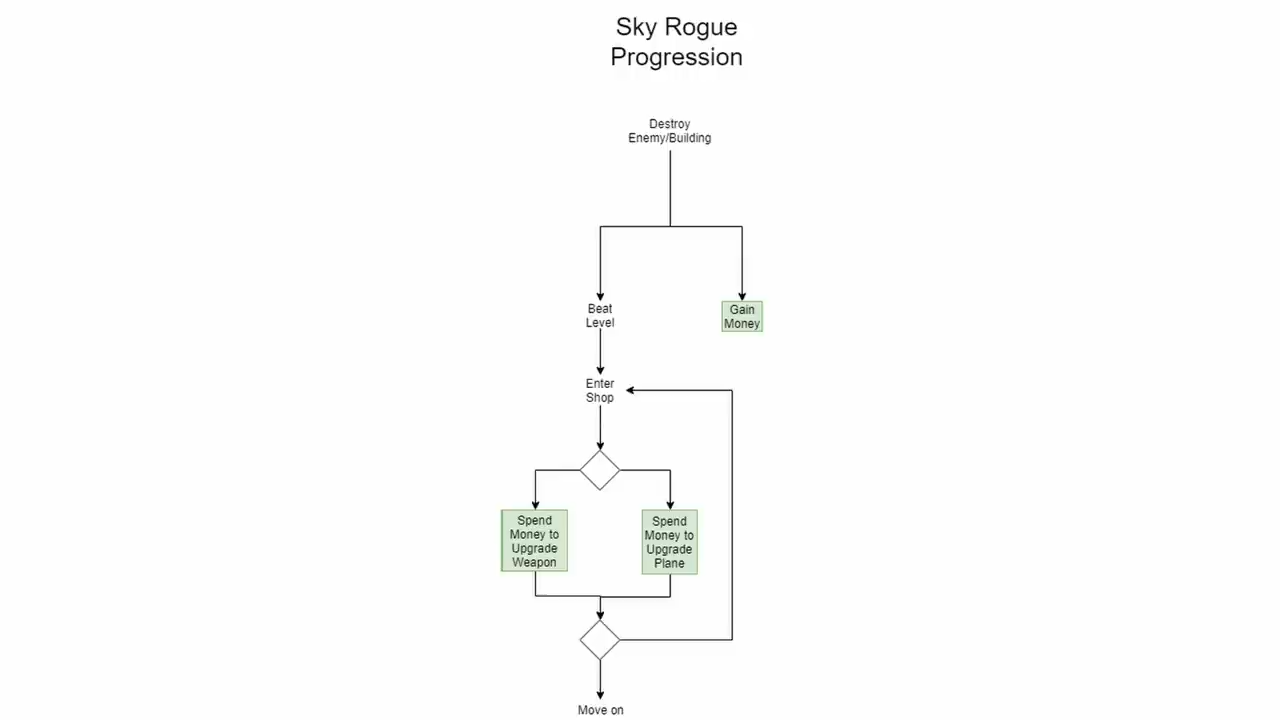 Sky Rogue
Progression
Destroy
Enemy/Building
Beat
Level
Gain
Money
Enter
Shop
Spend
Money to
Upgrade
Weapon
Spend
Money to
Upgrade
Plane
Move on